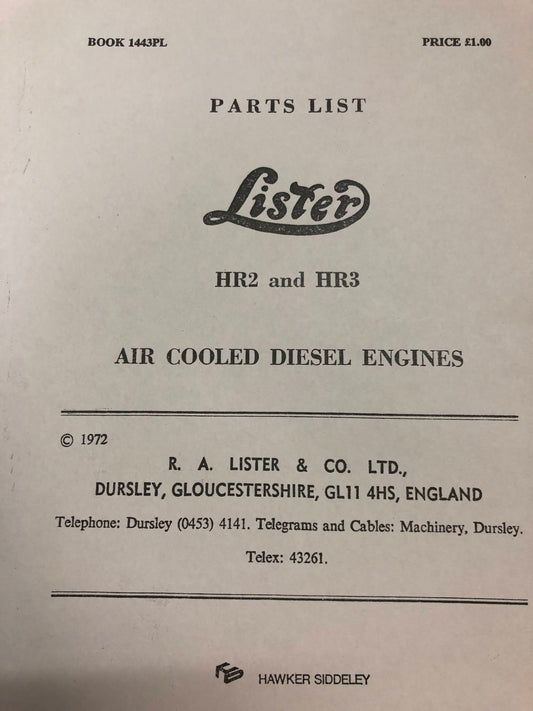 BOOK 1443PL PRICE £1.00
PARTS LIST
Lister
HR2 and HR3
AIR COOLED DIESEL ENGINES
© 1972
R. A. LISTER & CO. LTD.,
DURSLEY, GLOUCESTERSHIRE, GL11 4HS, ENGLAND
Telephone: Dursley (0453) 4141. Telegrams and Cables: Machinery, Dursley.
Telex: 43261.
HAWKER SIDDELEY